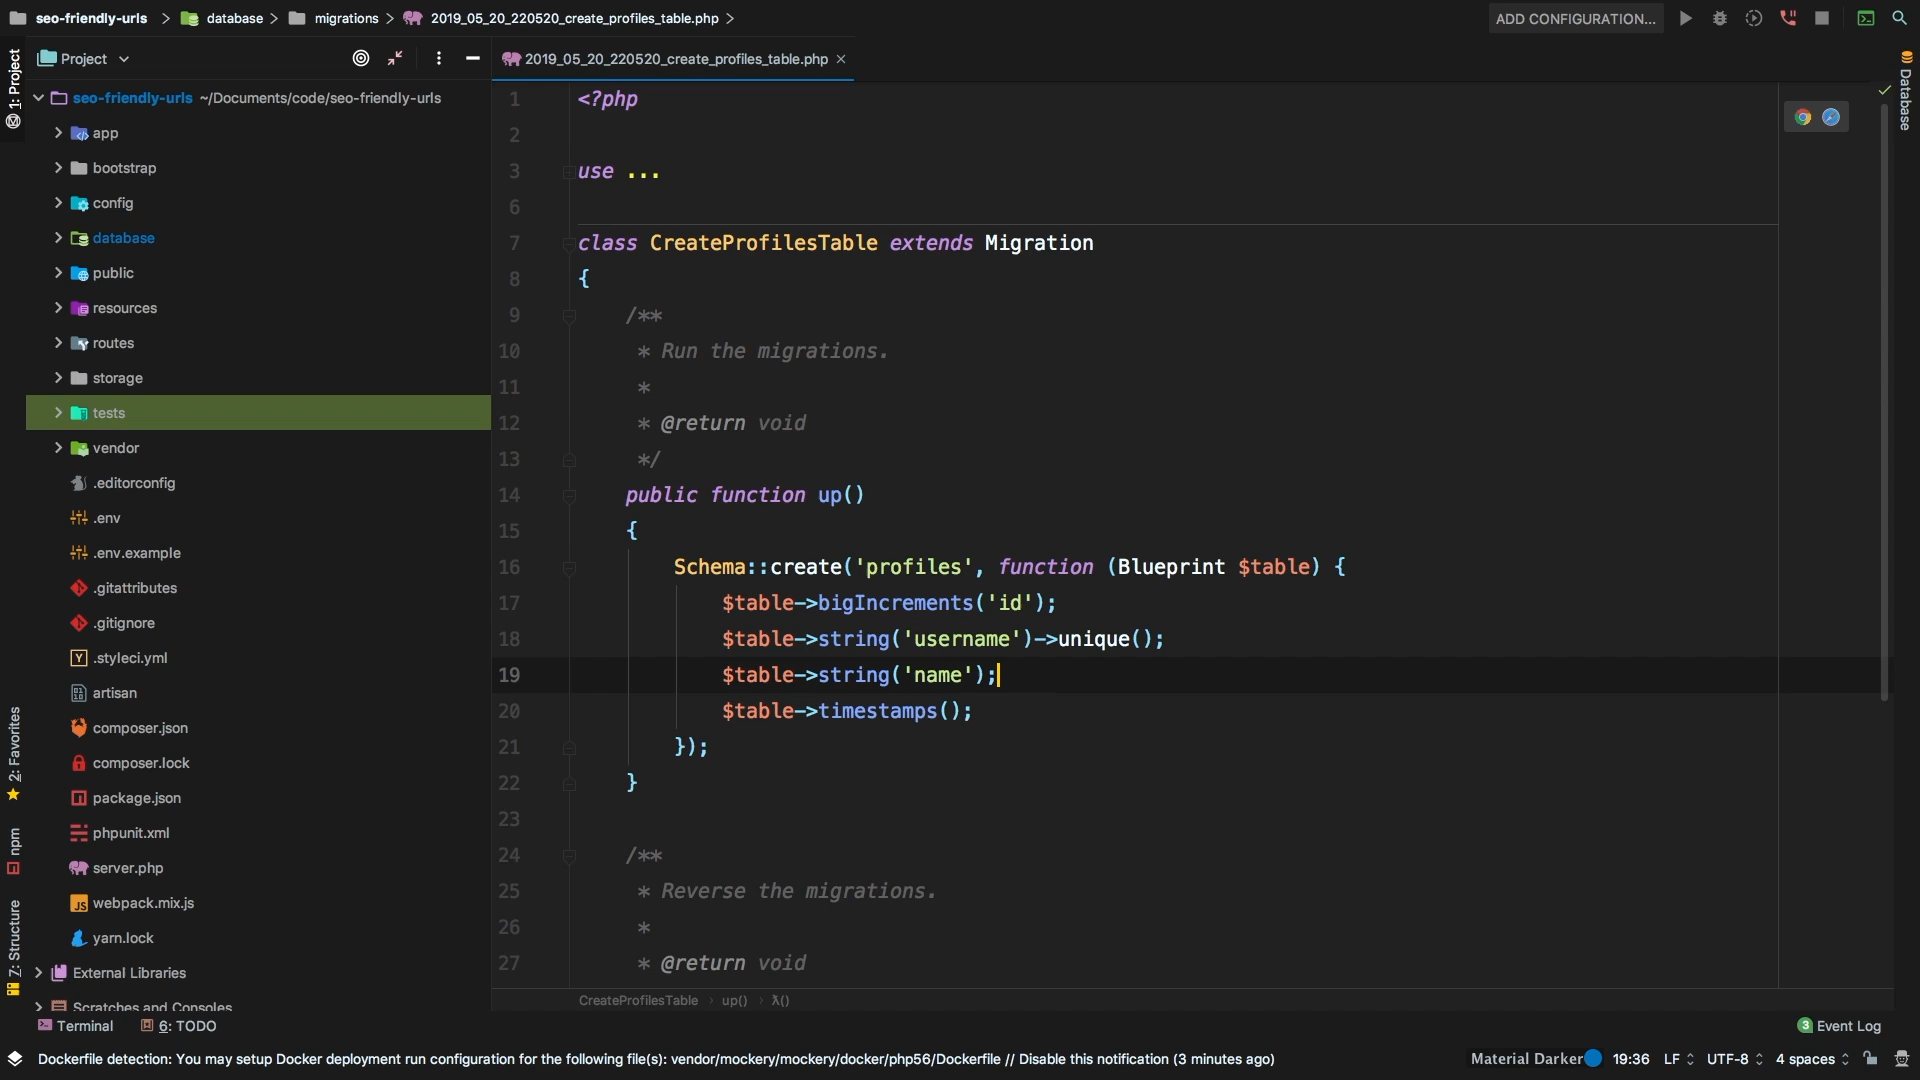 seo-friendly-urls
database
migrations
2019_05_20_220520_create_profiles_table.php
ADD CONFIGURATION...
Project
2019_05_20_220520_create_profiles_table.php
1: Project
2: Favorites
npm
7: Structure
Database
seo-friendly-urls ~/Documents/code/seo-friendly-urls
app
bootstrap
config
database
public
resources
routes
storage
tests
vendor
.editorconfig
.env
.env.example
.gitattributes
.gitignore
.styleci.yml
artisan
composer.json
composer.lock
package.json
phpunit.xml
server.php
webpack.mix.js
yarn.lock
External Libraries
Scratches and Consoles
1 <?php
2
3 use ...
6
7 class CreateProfilesTable extends Migration
8 {
9 /**
10 * Run the migrations.
11 *
12 * @return void
13 */
14 public function up()
15 {
16 Schema::create('profiles', function (Blueprint $table) {
17 $table->bigIncrements('id');
18 $table->string('username')->unique();
19 $table->string('name');
20 $table->timestamps();
21 });
22 }
23
24 /**
25 * Reverse the migrations.
26 *
27 * @return void
CreateProfilesTable › up() › λ()
Terminal
6: TODO
3 Event Log
Dockerfile detection: You may setup Docker deployment run configuration for the following file(s): vendor/mockery/mockery/docker/php56/Dockerfile // Disable this notification (3 minutes ago)
Material Darker
19:36
LF
UTF-8
4 spaces